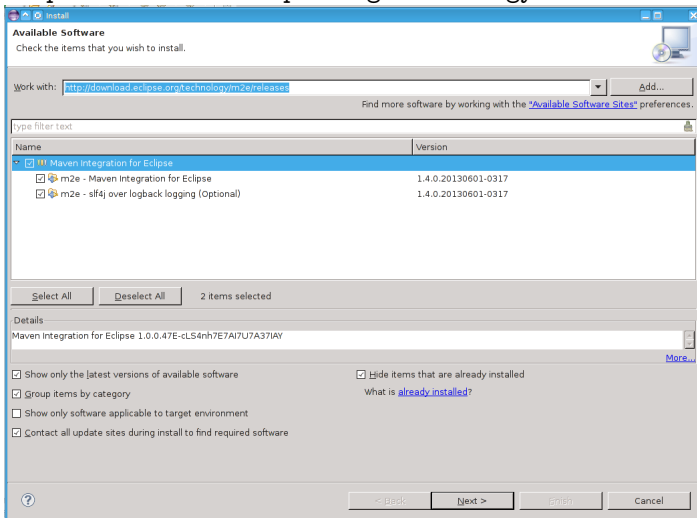 Install
Available Software
Check the items that you wish to install.
Work with: http://download.eclipse.org/technology/m2e/releases Add...
Find more software by working with the "Available Software Sites" preferences.
type filter text
Name Version
Maven Integration for Eclipse
m2e - Maven Integration for Eclipse 1.4.0.20130601-0317
m2e - slf4j over logback logging (Optional) 1.4.0.20130601-0317
Select All Deselect All 2 items selected
Details
Maven Integration for Eclipse 1.0.0.47E-cLS4nh7E7AI7U7A37IAY
More...
Show only the latest versions of available software Hide items that are already installed
Group items by category What is already installed?
Show only software applicable to target environment
Contact all update sites during install to find required software
< Back Next > Finish Cancel